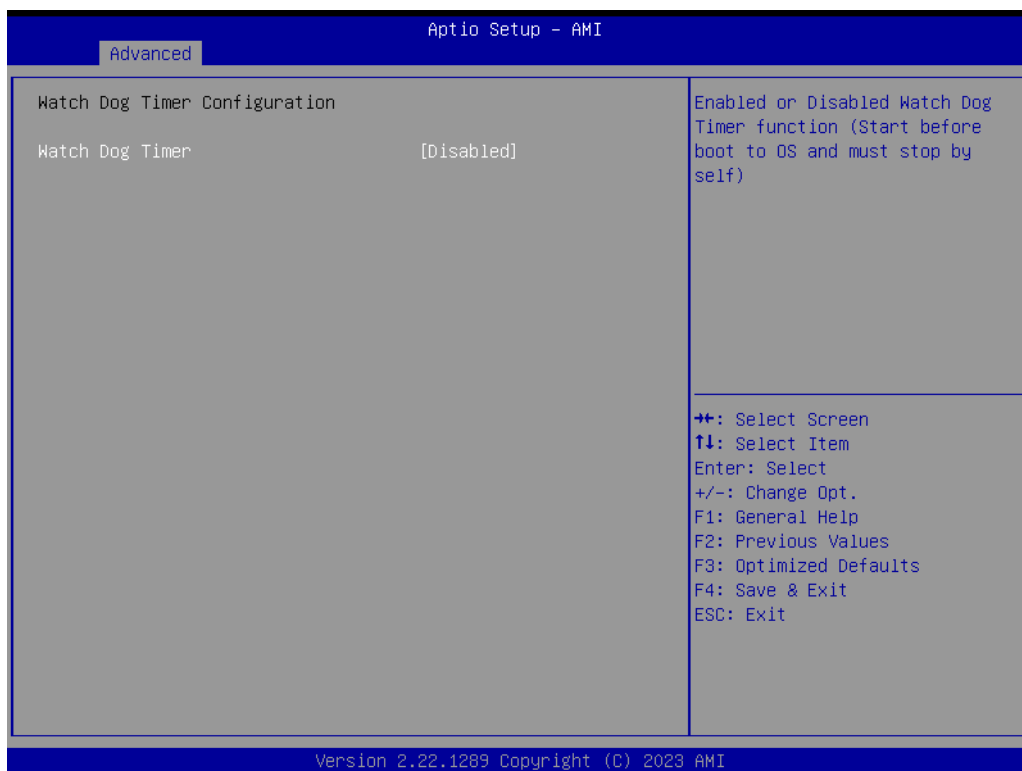 Aptio Setup – AMI
Advanced
Watch Dog Timer Configuration
Watch Dog Timer [Disabled]
Enabled or Disabled Watch Dog
Timer function (Start before
boot to OS and must stop by
self)
→←: Select Screen
↑↓: Select Item
Enter: Select
+/-: Change Opt.
F1: General Help
F2: Previous Values
F3: Optimized Defaults
F4: Save & Exit
ESC: Exit
Version 2.22.1289 Copyright (C) 2023 AMI